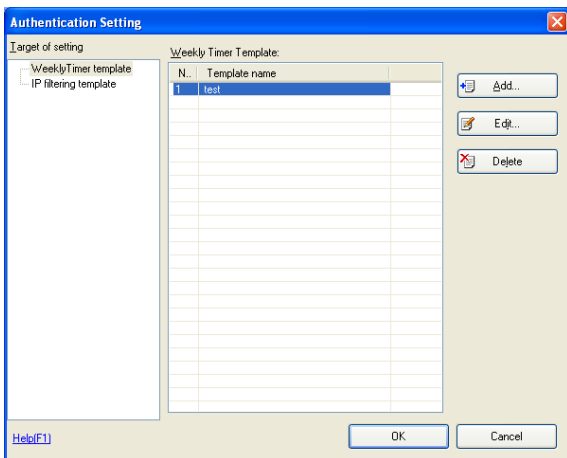 Authentication Setting
Target of setting
WeeklyTimer template
IP filtering template
Weekly Timer Template:
N.. Template name
1 test
Add...
Edit...
Delete
Help(F1)
OK
Cancel